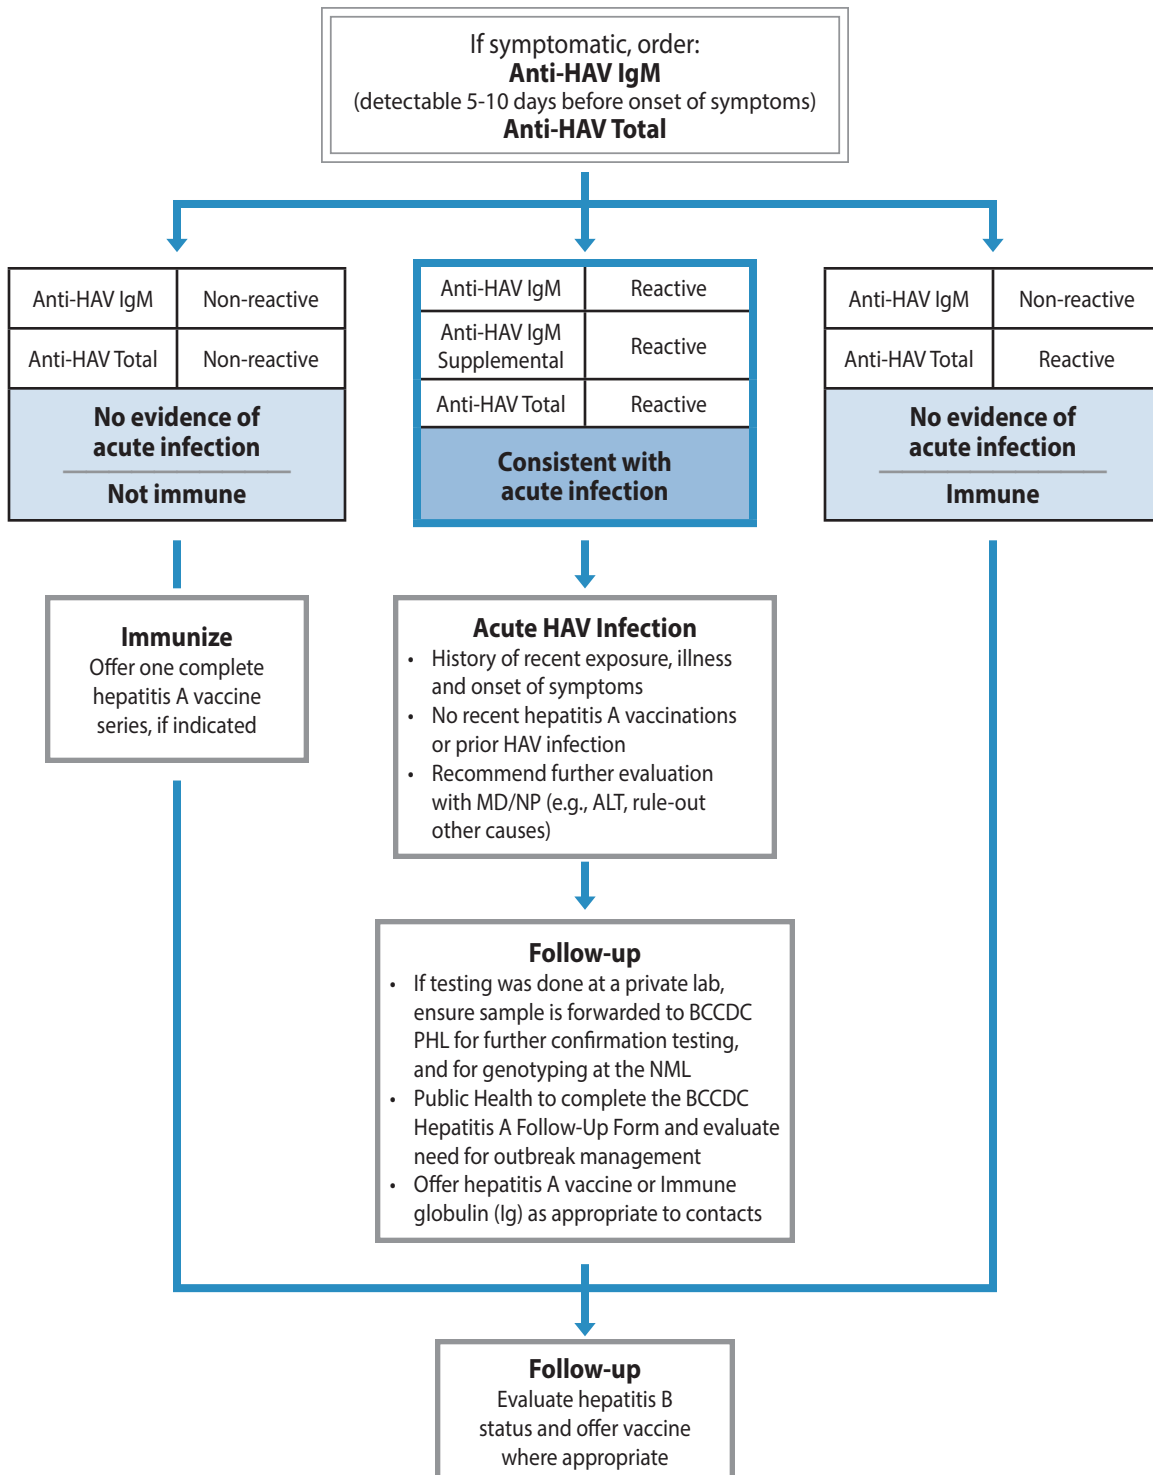 If symptomatic, order:
Anti-HAV IgM
(detectable 5-10 days before onset of symptoms)
Anti-HAV Total
Anti-HAV IgM Non-reactive
Anti-HAV Total Non-reactive
No evidence of
acute infection
Not immune
Anti-HAV IgM Reactive
Anti-HAV IgM
Supplemental Reactive
Anti-HAV Total Reactive
Consistent with
acute infection
Anti-HAV IgM Non-reactive
Anti-HAV Total Reactive
No evidence of
acute infection
Immune
Immunize
Offer one complete
hepatitis A vaccine
series, if indicated
Acute HAV Infection
• History of recent exposure, illness
and onset of symptoms
• No recent hepatitis A vaccinations
or prior HAV infection
• Recommend further evaluation
with MD/NP (e.g., ALT, rule-out
other causes)
Follow-up
• If testing was done at a private lab,
ensure sample is forwarded to BCCDC
PHL for further confirmation testing,
and for genotyping at the NML
• Public Health to complete the BCCDC
Hepatitis A Follow-Up Form and evaluate
need for outbreak management
• Offer hepatitis A vaccine or Immune
globulin (Ig) as appropriate to contacts
Follow-up
Evaluate hepatitis B
status and offer vaccine
where appropriate